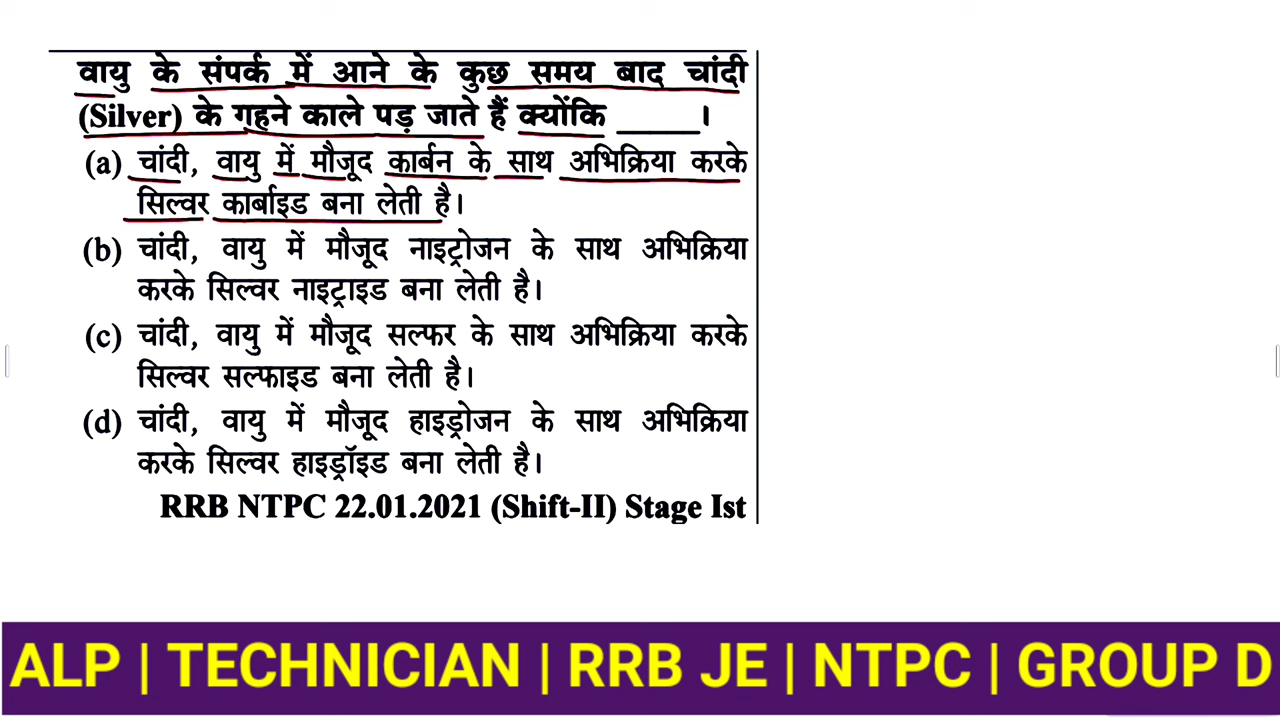 वायु के संपर्क में आने के कुछ समय बाद चांदी
(Silver) के गहने काले पड़ जाते हैं क्योंकि ______ ।
(a) चांदी, वायु में मौजूद कार्बन के साथ अभिक्रिया करके
सिल्वर कार्बाइड बना लेती है।
(b) चांदी, वायु में मौजूद नाइट्रोजन के साथ अभिक्रिया
करके सिल्वर नाइट्राइड बना लेती है।
(c) चांदी, वायु में मौजूद सल्फर के साथ अभिक्रिया करके
सिल्वर सल्फाइड बना लेती है।
(d) चांदी, वायु में मौजूद हाइड्रोजन के साथ अभिक्रिया
करके सिल्वर हाइड्रॉइड बना लेती है।
RRB NTPC 22.01.2021 (Shift-II) Stage Ist
ALP | TECHNICIAN | RRB JE | NTPC | GROUP D